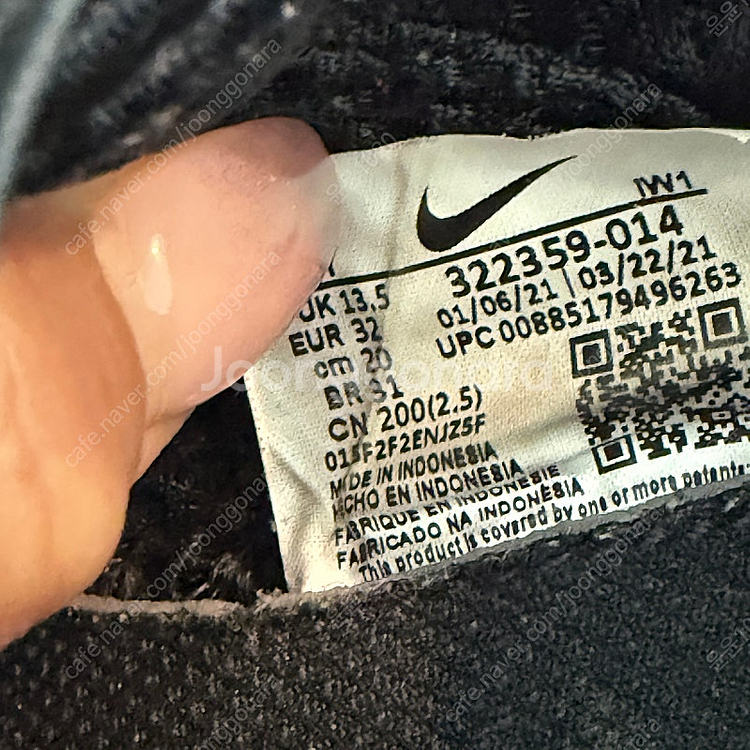 IW1
322359-014
01/06/21 | 03/22/21
UPC 00885179496263
UK 13.5
EUR 32
cm 20
BR 31
CN 200(2.5)
MADE IN INDONESIA
HECHO EN INDONESIA
FABRIQUE EN INDONESIE
FABRICADO NA INDONESIA
This product is covered by one or more patents
Joonggonara
cafe.naver.com/joonggonara